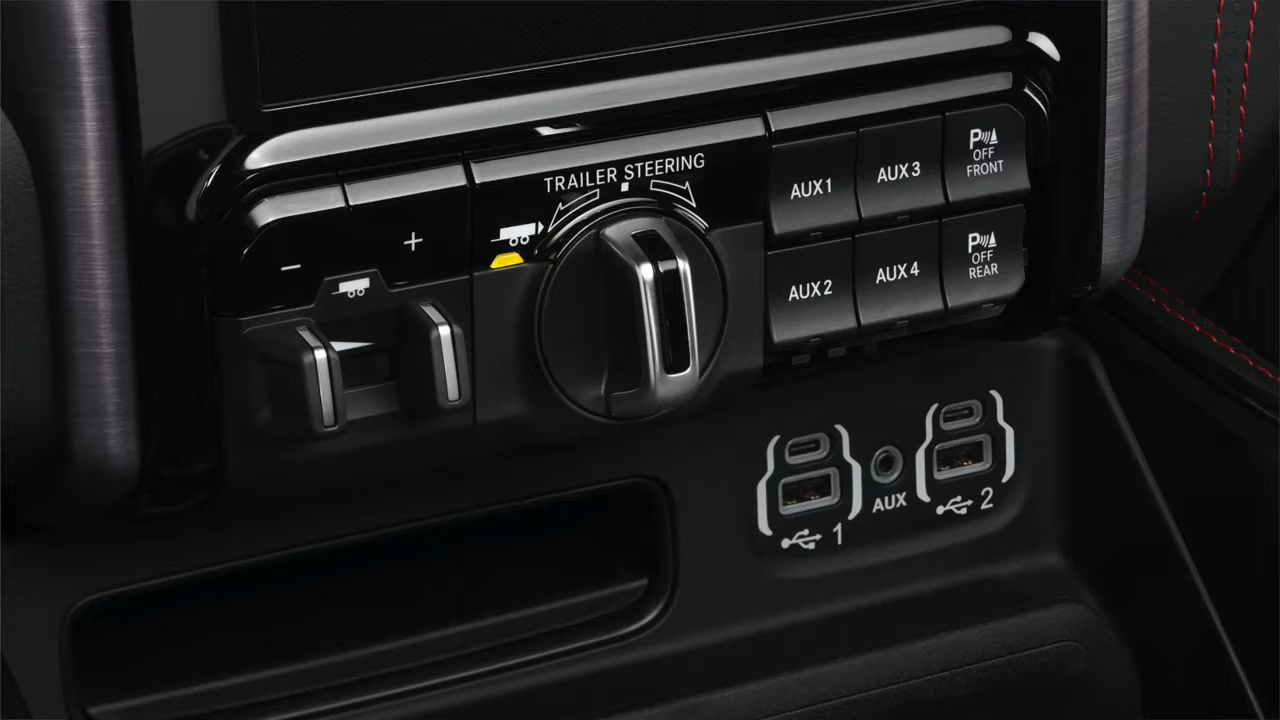 TRAILER STEERING
− +
AUX 1
AUX 3
P OFF FRONT
AUX 2
AUX 4
P OFF REAR
1
AUX
2